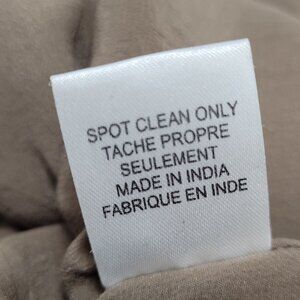 SPOT CLEAN ONLY
TACHE PROPRE
SEULEMENT
MADE IN INDIA
FABRIQUE EN INDE